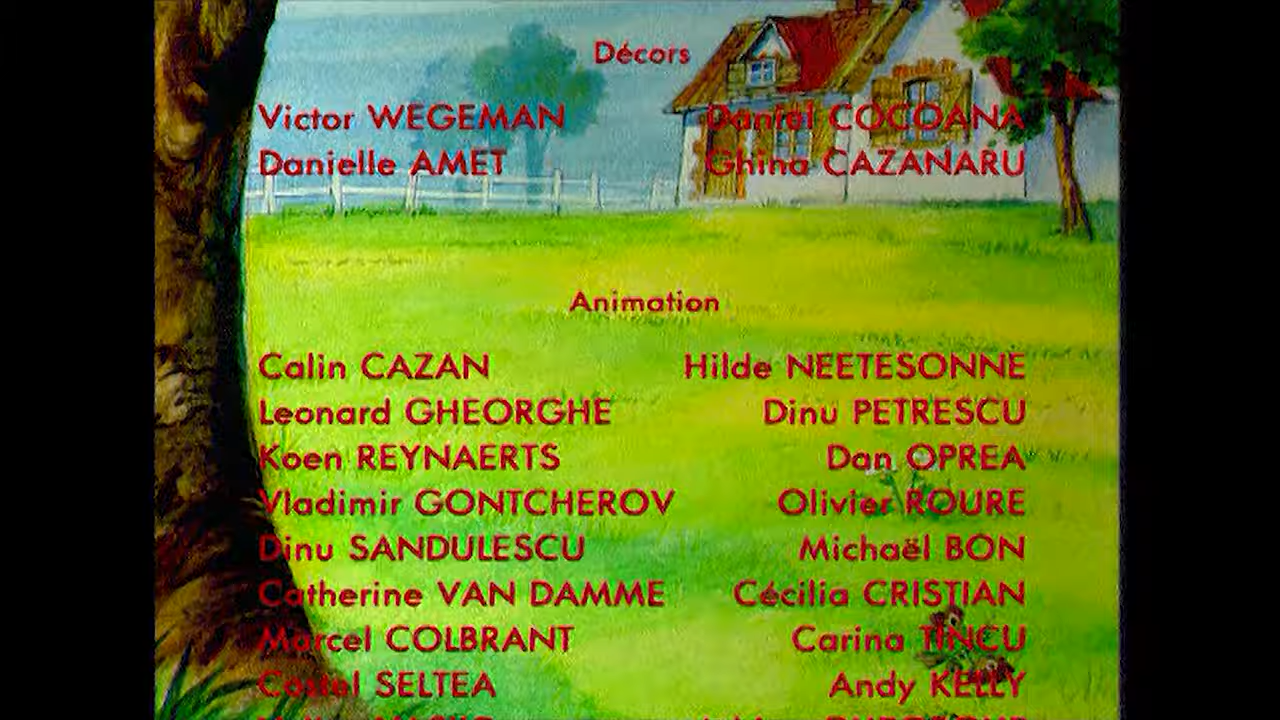 Décors
Victor WEGEMAN Daniel COCOANA
Danielle AMET Ghina CAZANARU
Animation
Calin CAZAN Hilde NEETESONNE
Leonard GHEORGHE Dinu PETRESCU
Koen REYNAERTS Dan OPREA
Vladimir GONTCHEROV Olivier ROURE
Dinu SANDULESCU Michaël BON
Catherine VAN DAMME Cécilia CRISTIAN
Marcel COLBRANT Carina TINCU
Costel SELTEA Andy KELLY